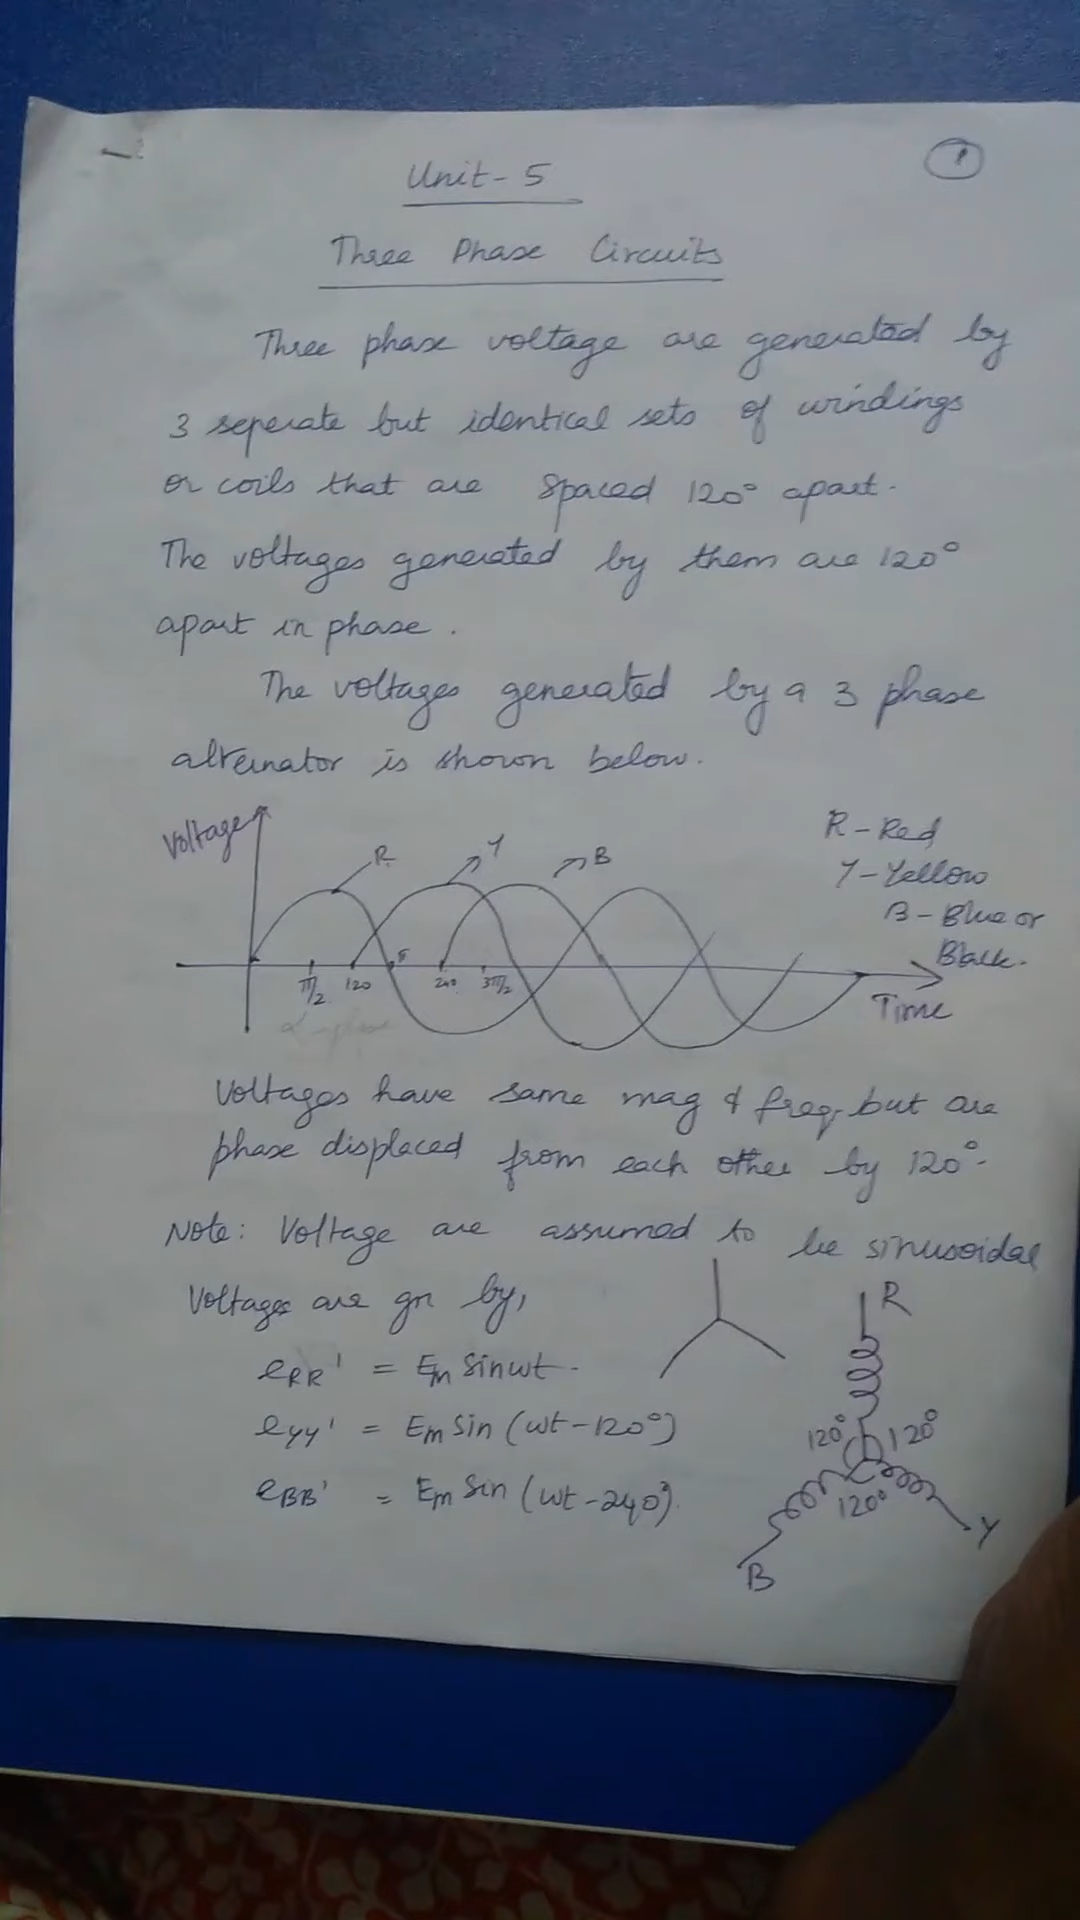 1
Unit - 5
Three Phase Circuits
Three phase voltage are generated by
3 seperate but identical sets of windings
or coils that are spaced 120° apart.
The voltages generated by them are 120°
apart in phase.
The voltages generated by a 3 phase
alternator is shown below.
Voltage
R
Y
B
R - Red
Y - Yellow
B - Blue or
Black.
π/2
120
π
240
3π/2
Time
Voltages have same mag & freq, but are
phase displaced from each other by 120°.
Note: Voltage are assumed to be sinusoidal
Voltages are gn by,
eRR' = Em sinwt.
eYY' = Em sin (wt - 120°)
eBB' = Em sin (wt - 240°).
R
120° 120°
120°
Y
B